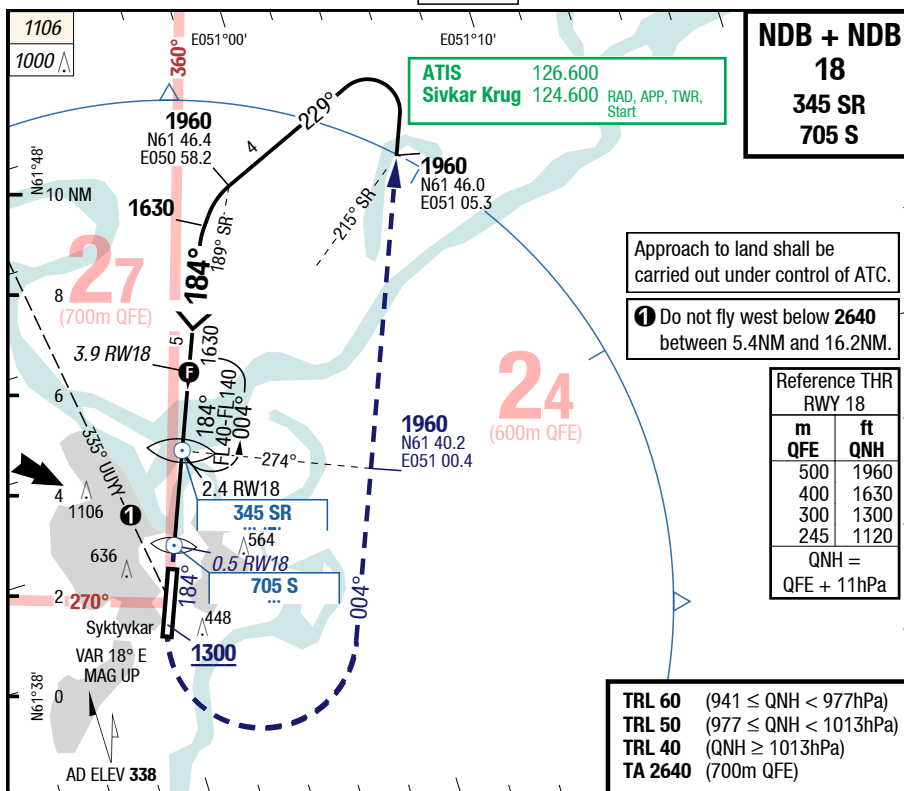 1106
1000
E051°00'
E051°10'
360°
NDB + NDB
18
345 SR
705 S
ATIS 126.600
Sivkar Krug 124.600 RAD, APP, TWR, Start
1960
N61 46.4
E050 58.2
4
229°
1960
N61 46.0
E051 05.3
N61°48'
10 NM
1630
189° SR
215° SR
184°
27
(700m QFE)
Approach to land shall be
carried out under control of ATC.
1 Do not fly west below 2640
between 5.4NM and 16.2NM.
8
5
1630
3.9 RW18
F
24
(600m QFE)
Reference THR
RWY 18
m ft
QFE QNH
500 1960
400 1630
300 1300
245 1120
QNH =
QFE + 11hPa
6
184°
FL40-FL140
004°
1960
N61 40.2
E051 00.4
274°
335° UUYY
2.4 RW18
4
1106
1
345 SR
564
636
0.5 RW18
705 S
184°
004°
2
270°
Syktyvkar
448
1300
VAR 18° E
MAG UP
N61°38'
0
AD ELEV 338
TRL 60 (941 ≤ QNH < 977hPa)
TRL 50 (977 ≤ QNH < 1013hPa)
TRL 40 (QNH ≥ 1013hPa)
TA 2640 (700m QFE)